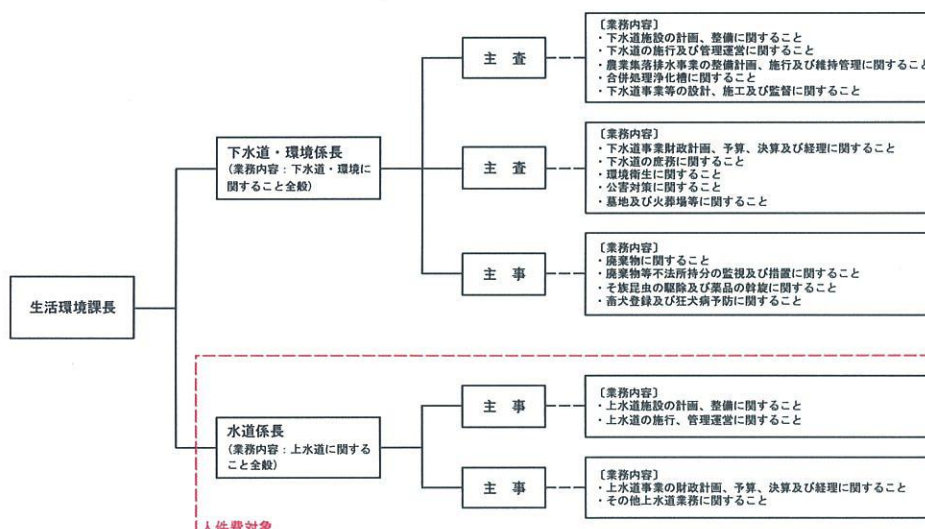 生活環境課長
下水道・環境係長
(業務内容:下水道・環境に
関すること全般)
主 査
〔業務内容〕
・下水道施設の計画、整備に関すること
・下水道の施行及び管理運営に関すること
・農業集落排水事業の整備計画、施行及び維持管理に関すること
・合併処理浄化槽に関すること
・下水道事業等の設計、施工及び監督に関すること
主 査
〔業務内容〕
・下水道事業財政計画、予算、決算及び経理に関すること
・下水道の庶務に関すること
・環境衛生に関すること
・公害対策に関すること
・墓地及び火葬場等に関すること
主 事
〔業務内容〕
・廃棄物に関すること
・廃棄物等不法所持分の監視及び措置に関すること
・そ族昆虫の駆除及び薬品の斡旋に関すること
・畜犬登録及び狂犬病予防に関すること
水道係長
(業務内容:上水道に関する
こと全般)
主 事
〔業務内容〕
・上水道施設の計画、整備に関すること
・上水道の施行、管理運営に関すること
主 事
〔業務内容〕
・上水道事業の財政計画、予算、決算及び経理に関すること
・その他上水道業務に関すること
人件費対象